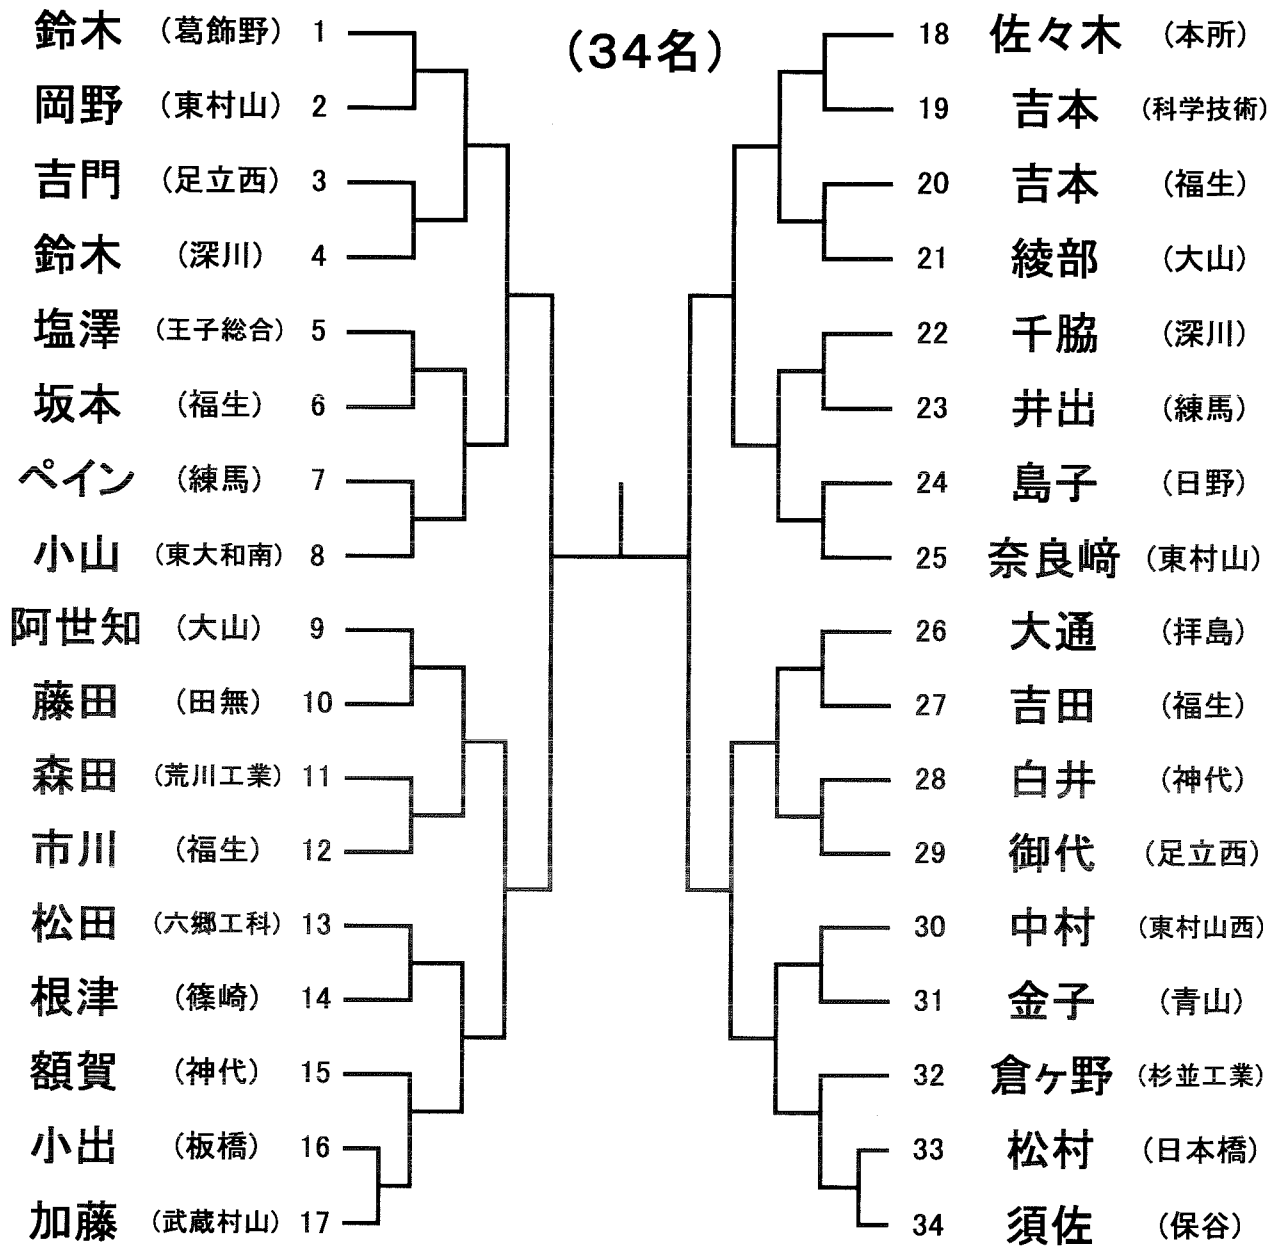 (34名)
鈴木 (葛飾野) 1
岡野 (東村山) 2
吉門 (足立西) 3
鈴木 (深川) 4
塩澤 (王子総合) 5
坂本 (福生) 6
ペイン (練馬) 7
小山 (東大和南) 8
阿世知 (大山) 9
藤田 (田無) 10
森田 (荒川工業) 11
市川 (福生) 12
松田 (六郷工科) 13
根津 (篠崎) 14
額賀 (神代) 15
小出 (板橋) 16
加藤 (武蔵村山) 17
18 佐々木 (本所)
19 吉本 (科学技術)
20 吉本 (福生)
21 綾部 (大山)
22 千脇 (深川)
23 井出 (練馬)
24 島子 (日野)
25 奈良﨑 (東村山)
26 大通 (拝島)
27 吉田 (福生)
28 白井 (神代)
29 御代 (足立西)
30 中村 (東村山西)
31 金子 (青山)
32 倉ヶ野 (杉並工業)
33 松村 (日本橋)
34 須佐 (保谷)